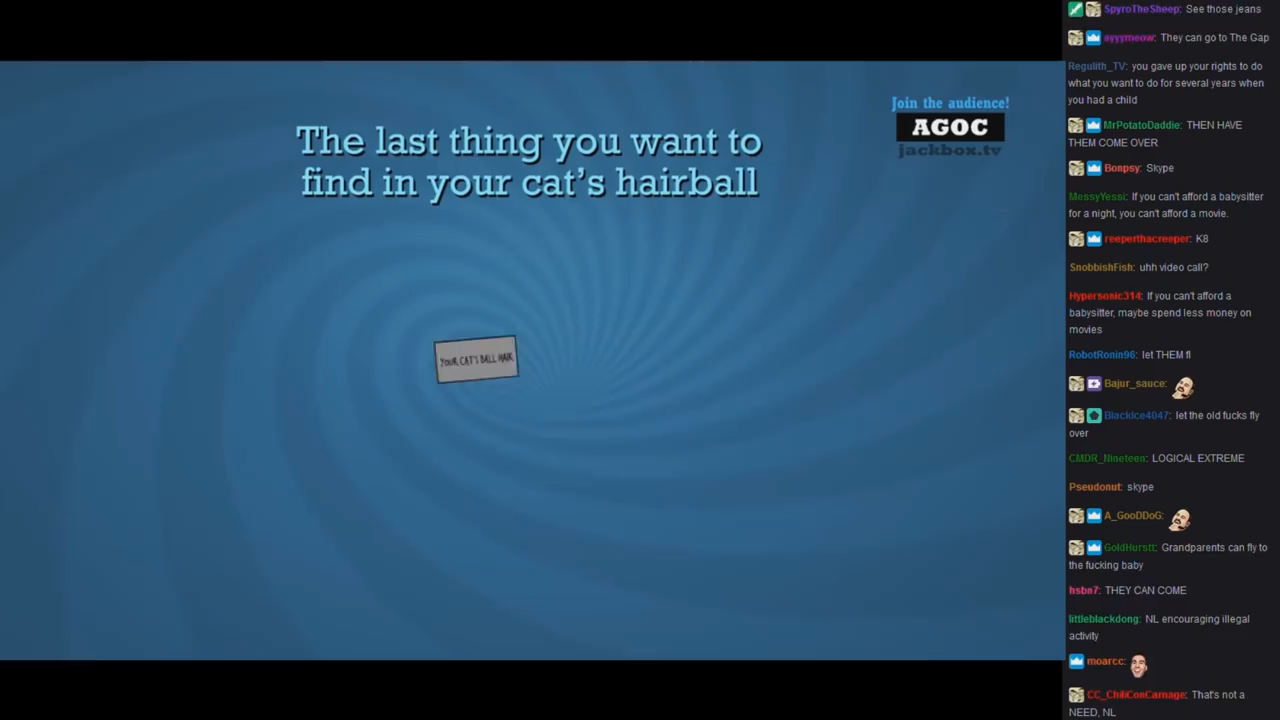 The last thing you want to
find in your cat's hairball
Join the audience!
AGOC
jackbox.tv
YOUR CAT'S BALL HAIR
SpyroTheSheep: See those jeans
ayyymeow: They can go to The Gap
Regulith_TV: you gave up your rights to do
what you want to do for several years when
you had a child
MrPotatoDaddie: THEN HAVE
THEM COME OVER
Bonpsy: Skype
MessyYessi: If you can't afford a babysitter
for a night, you can't afford a movie.
reeperthacreeper: K8
SnobbishFish: uhh video call?
Hypersonic314: If you can't afford a
babysitter, maybe spend less money on
movies
RobotRonin96: let THEM fl
Bajur_sauce:
Blackice4047: let the old fucks fly
over
CMDR_Nineteen: LOGICAL EXTREME
Pseudonut: skype
A_GooDDoG:
GoldHurstt: Grandparents can fly to
the fucking baby
hsbn7: THEY CAN COME
littleblackdong: NL encouraging illegal
activity
moarcc:
CC_ChiliConCarnage: That's not a
NEED, NL